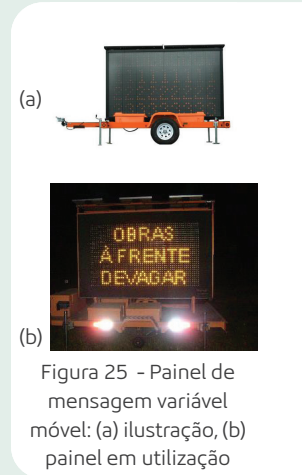 (a)
OBRAS
À FRENTE
DEVAGAR
(b)
Figura 25 - Painel de
mensagem variável
móvel: (a) ilustração, (b)
painel em utilização